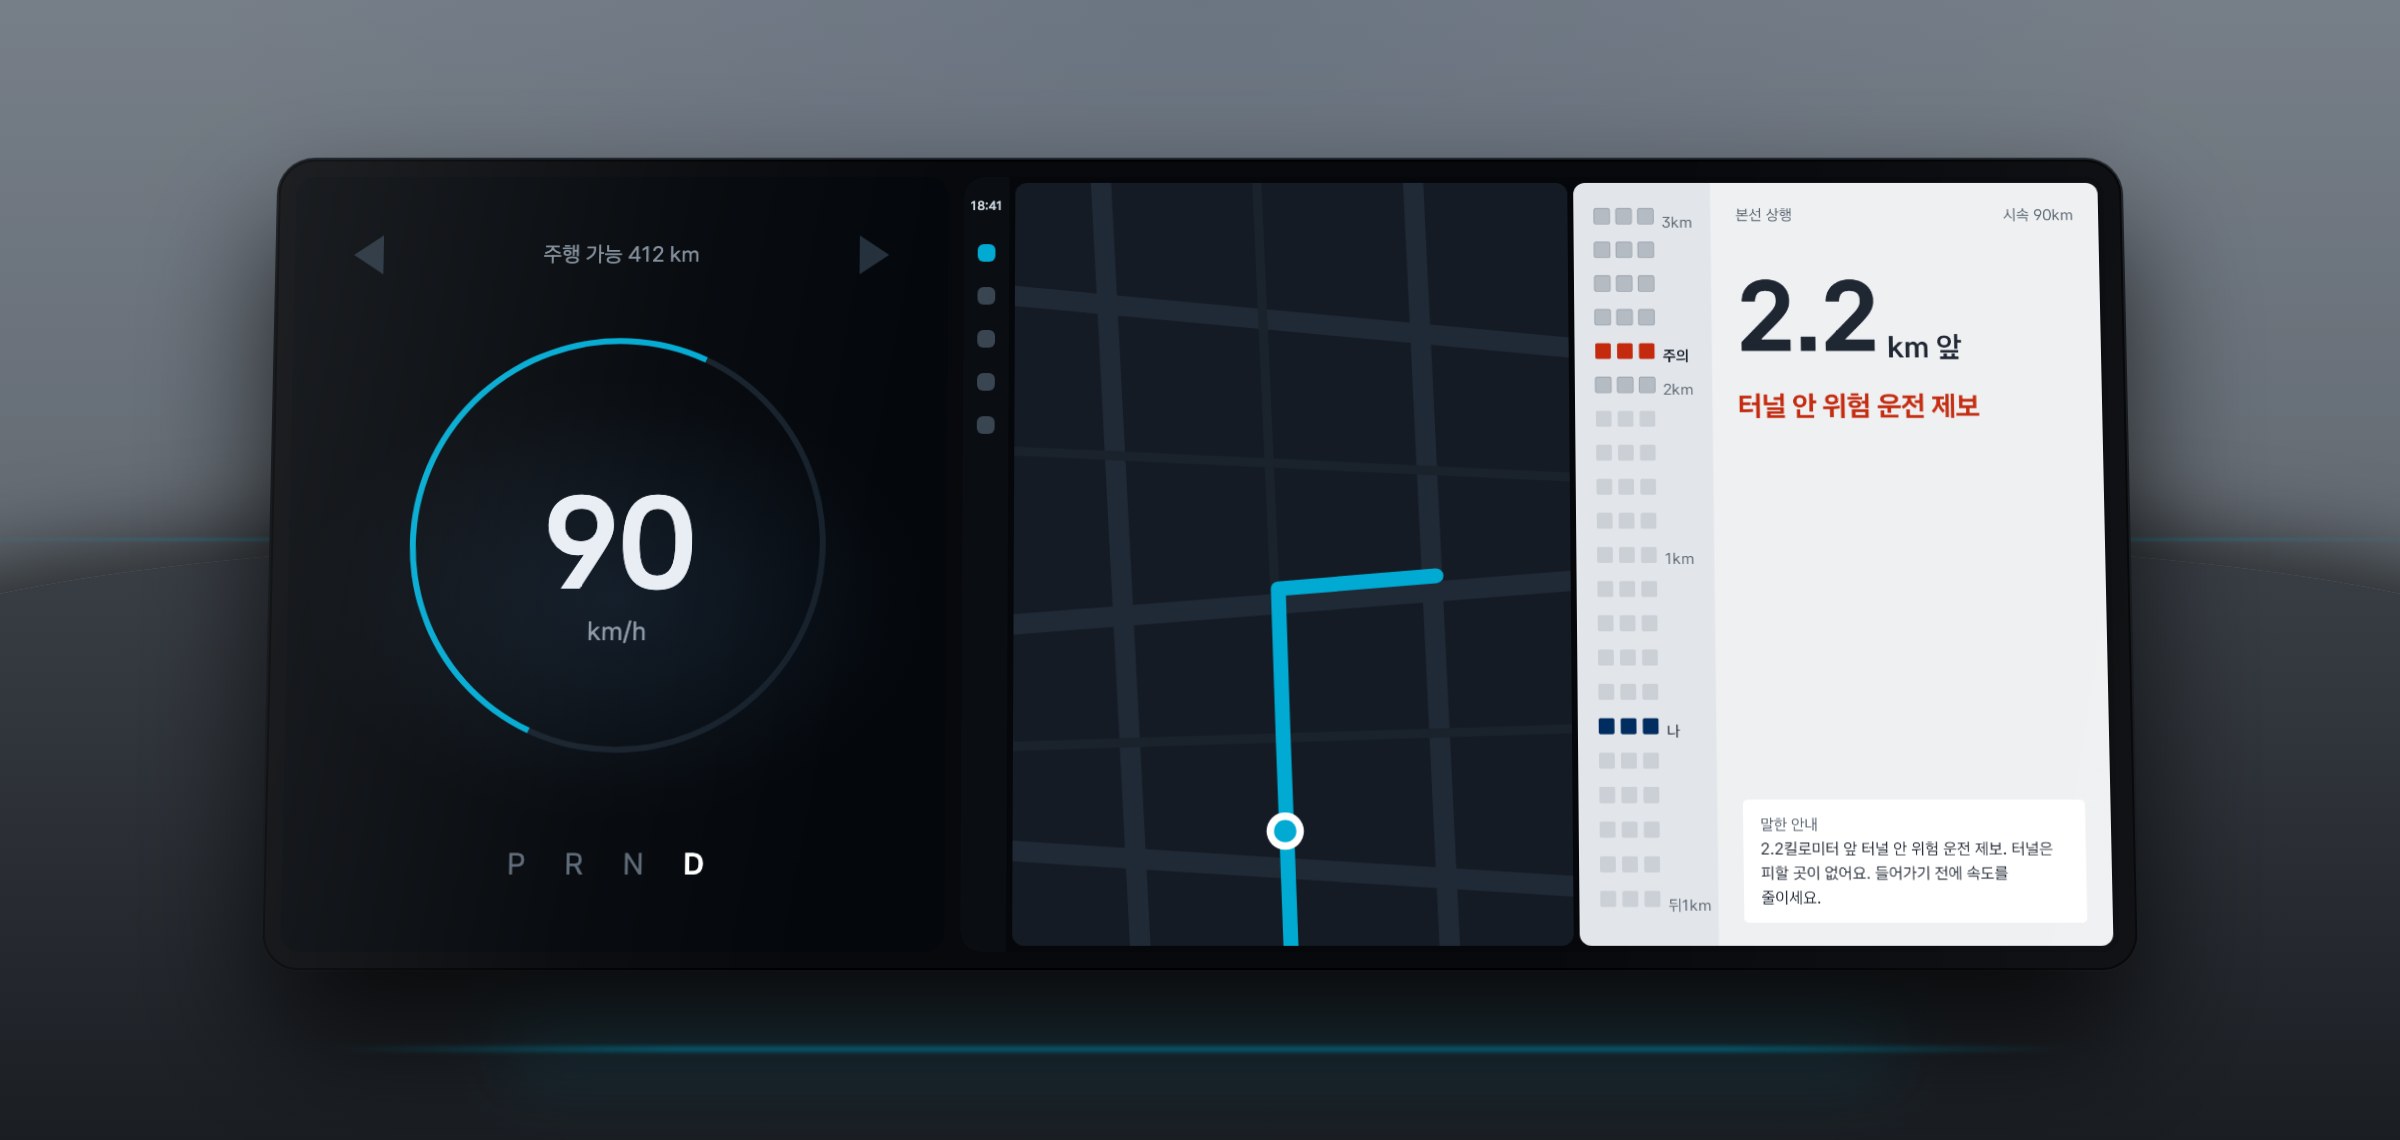 주행 가능 412 km
90
km/h
P R N D
18:41
3km
주의
2km
1km
나
뒤1km
본선 상행
시속 90km
2.2 km 앞
터널 안 위험 운전 제보
말한 안내
2.2킬로미터 앞 터널 안 위험 운전 제보. 터널은
피할 곳이 없어요. 들어가기 전에 속도를
줄이세요.